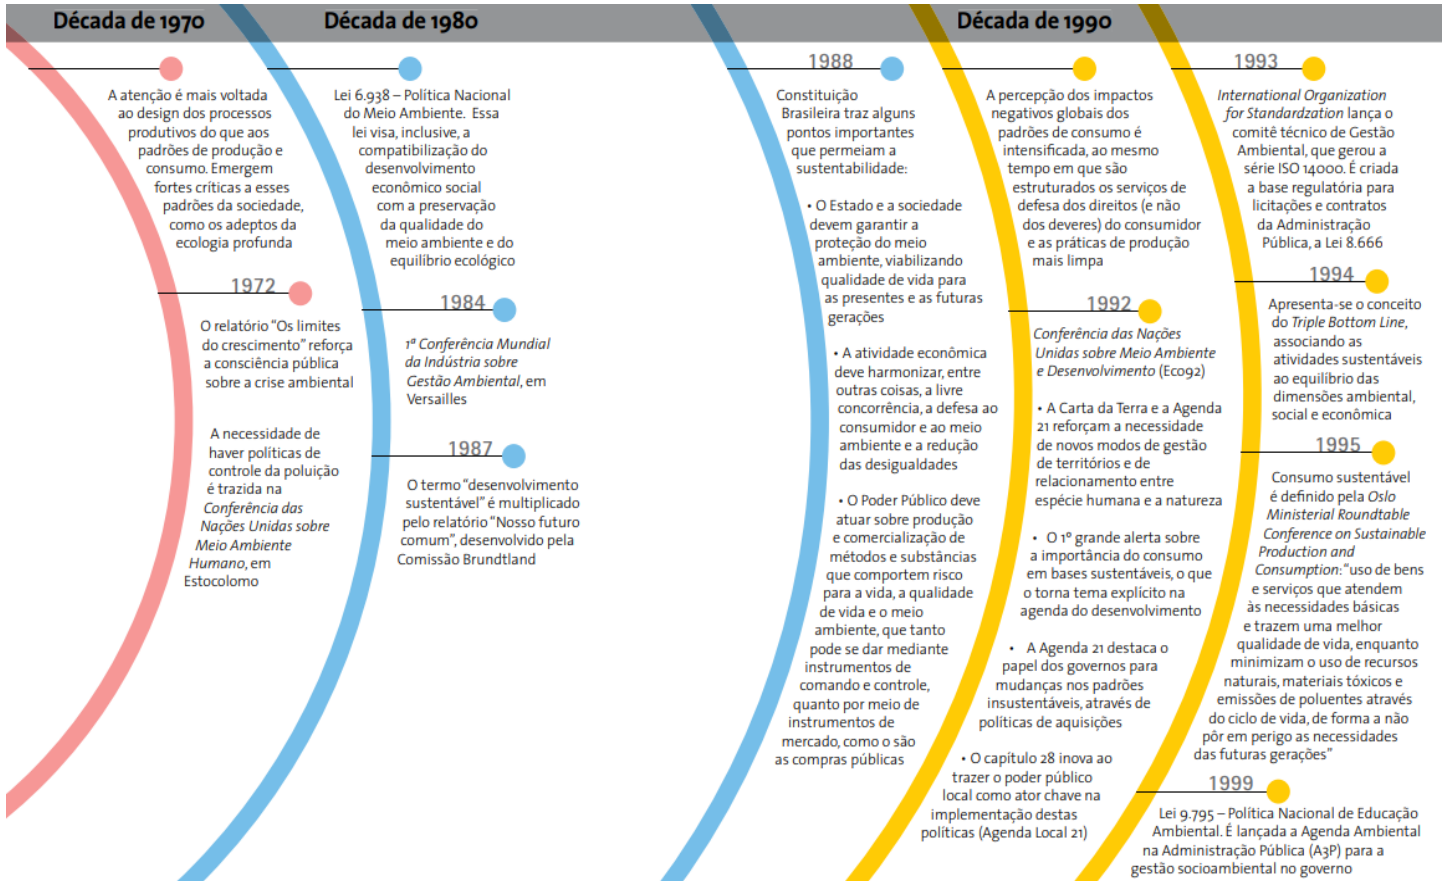 Década de 1970
A atenção é mais voltada
ao design dos processos
produtivos do que aos
padrões de produção e
consumo. Emergem
fortes críticas a esses
padrões da sociedade,
como os adeptos da
ecologia profunda
1972
O relatório “Os limites
do crescimento” reforça
a consciência pública
sobre a crise ambiental
A necessidade de
haver políticas de
controle da poluição
é trazida na
Conferência das
Nações Unidas sobre
Meio Ambiente
Humano, em
Estocolomo
Década de 1980
Lei 6.938 – Política Nacional
do Meio Ambiente. Essa
lei visa, inclusive, a
compatibilização do
desenvolvimento
econômico social
com a preservação
da qualidade do
meio ambiente e do
equilíbrio ecológico
1984
1ª Conferência Mundial
da Indústria sobre
Gestão Ambiental, em
Versailles
1987
O termo “desenvolvimento
sustentável” é multiplicado
pelo relatório “Nosso futuro
comum”, desenvolvido pela
Comissão Brundtland
1988
Constituição
Brasileira traz alguns
pontos importantes
que permeiam a
sustentabilidade:
• O Estado e a sociedade
devem garantir a
proteção do meio
ambiente, viabilizando
qualidade de vida para
as presentes e as futuras
gerações
• A atividade econômica
deve harmonizar, entre
outras coisas, a livre
concorrência, a defesa ao
consumidor e ao meio
ambiente e a redução
das desigualdades
• O Poder Público deve
atuar sobre produção
e comercialização de
métodos e substâncias
que comportem risco
para a vida, a qualidade
de vida e o meio
ambiente, que tanto
pode se dar mediante
instrumentos de
comando e controle,
quanto por meio de
instrumentos de
mercado, como o são
as compras públicas
Década de 1990
A percepção dos impactos
negativos globais dos
padrões de consumo é
intensificada, ao mesmo
tempo em que são
estruturados os serviços de
defesa dos direitos (e não
dos deveres) do consumidor
e as práticas de produção
mais limpa
1992
Conferência das Nações
Unidas sobre Meio Ambiente
e Desenvolvimento (Eco92)
• A Carta da Terra e a Agenda
21 reforçam a necessidade
de novos modos de gestão
de territórios e de
relacionamento entre
espécie humana e a natureza
• O 1º grande alerta sobre
a importância do consumo
em bases sustentáveis, o que
o torna tema explícito na
agenda do desenvolvimento
• A Agenda 21 destaca o
papel dos governos para
mudanças nos padrões
insustentáveis, através de
políticas de aquisições
• O capítulo 28 inova ao
trazer o poder público
local como ator chave na
implementação destas
políticas (Agenda Local 21)
1993
International Organization
for Standardzation lança o
comitê técnico de Gestão
Ambiental, que gerou a
série ISO 14000. É criada
a base regulatória para
licitações e contratos
da Administração
Pública, a Lei 8.666
1994
Apresenta-se o conceito
do Triple Bottom Line,
associando as
atividades sustentáveis
ao equilíbrio das
dimensões ambiental,
social e econômica
1995
Consumo sustentável
é definido pela Oslo
Ministerial Roundtable
Conference on Sustainable
Production and
Consumption: “uso de bens
e serviços que atendem
às necessidades básicas
e trazem uma melhor
qualidade de vida, enquanto
minimizam o uso de recursos
naturais, materiais tóxicos e
emissões de poluentes através
do ciclo de vida, de forma a não
pôr em perigo as necessidades
das futuras gerações”
1999
Lei 9.795 – Política Nacional de Educação
Ambiental. É lançada a Agenda Ambiental
na Administração Pública (A3P) para a
gestão socioambiental no governo